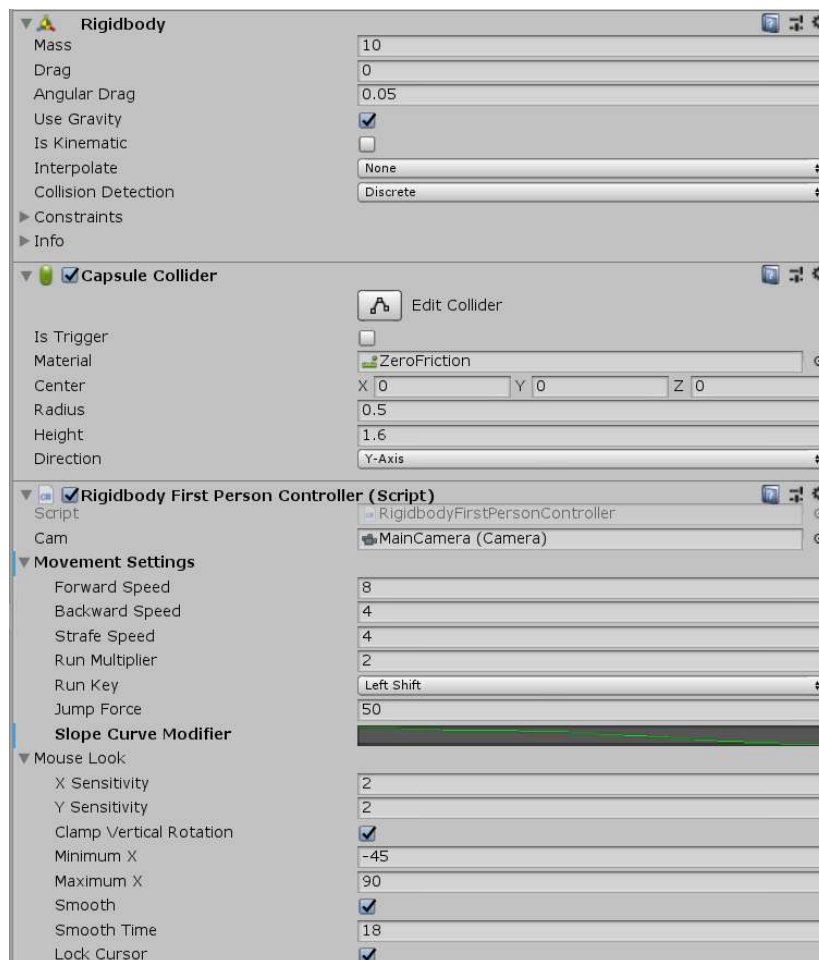 Rigidbody
Mass 10
Drag 0
Angular Drag 0.05
Use Gravity
Is Kinematic
Interpolate None
Collision Detection Discrete
Constraints
Info
Capsule Collider
Edit Collider
Is Trigger
Material ZeroFriction
Center X 0 Y 0 Z 0
Radius 0.5
Height 1.6
Direction Y-Axis
Rigidbody First Person Controller (Script)
Script RigidbodyFirstPersonController
Cam MainCamera (Camera)
Movement Settings
Forward Speed 8
Backward Speed 4
Strafe Speed 4
Run Multiplier 2
Run Key Left Shift
Jump Force 50
Slope Curve Modifier
Mouse Look
X Sensitivity 2
Y Sensitivity 2
Clamp Vertical Rotation
Minimum X -45
Maximum X 90
Smooth
Smooth Time 18
Lock Cursor